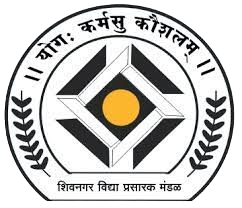 ॥ योगः कर्मसु कौशलम् ॥
शिवनगर विद्या प्रसारक मंडळ